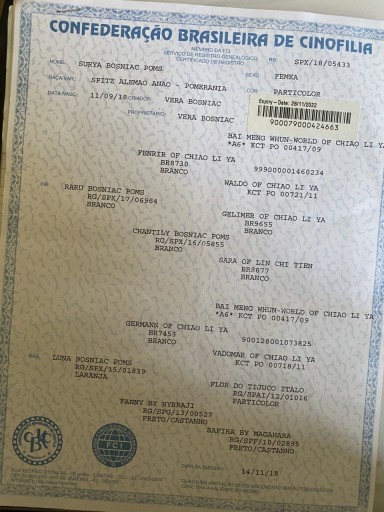 CONFEDERAÇÃO BRASILEIRA DE CINOFILIA
MEMBRO DA FCI
SERVIÇO DE REGISTRO GENEALÓGICO
CERTIFICADO DE REGISTRO
RG: SPX/18/05433
NOME: SURYA BOSNIAC POMS
SEXO: FEMEA
RAÇA/VAR: SPITZ ALEMAO ANAO - POMERANIA
COR: PARTICOLOR
DATA NASC: 11/09/18 CRIADOR: VERA BOSNIAC
Expiry – Date: 28/11/2022
900079000424663
PROPRIETÁRIO: VERA BOSNIAC
BAI MENG WHUN-WORLD OF CHIAO LI YA
*A6* KCT PO 00417/09
FENRIR OF CHIAO LI YA
BR8730
BRANCO
999000001460234
WALDO OF CHIAO LI YA
KCT PO 00721/11
PAI: RARU BOSNIAC POMS
RG/SPX/17/06964
BRANCO
GELIMER OF CHIAO LI YA
BR9655
BRANCO
CHANTILY BOSNIAC POMS
RG/SPX/16/05855
BRANCO
SARA OF LIN CHI TIEN
BR8877
BRANCO
BAI MENG WHUN-WORLD OF CHIAO LI YA
*A6* KCT PO 00417/09
GERMANN OF CHIAO LI YA
BR7453
BRANCO
900128001073825
VADOMAR OF CHIAO LI YA
KCT PO 00718/11
MÃE: LUNA BOSNIAC POMS
RG/SPX/15/01819
LARANJA
FLOR DO TIJUCO ITALO
RG/SPAI/12/01016
PARTICOLOR
FANNY BY HYBRAJI
RG/SPG/13/00527
PRETO/CASTANHO
SAFIRA BY MAGAHARA
RG/SPF/10/02895
PRETO/CASTANHO
CBKC
FCI
DATA DA EMISSÃO
14/11/18